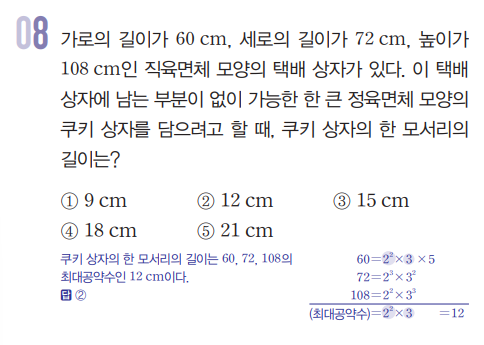 08
가로의 길이가 60 cm, 세로의 길이가 72 cm, 높이가
108 cm인 직육면체 모양의 택배 상자가 있다. 이 택배
상자에 남는 부분이 없이 가능한 한 큰 정육면체 모양의
쿠키 상자를 담으려고 할 때, 쿠키 상자의 한 모서리의
길이는?
① 9 cm ② 12 cm ③ 15 cm
④ 18 cm ⑤ 21 cm
쿠키 상자의 한 모서리의 길이는 60, 72, 108의
최대공약수인 12 cm이다.
답 ②
60=2²×3×5
72=2³×3²
108=2²×3³
(최대공약수)=2²×3 =12